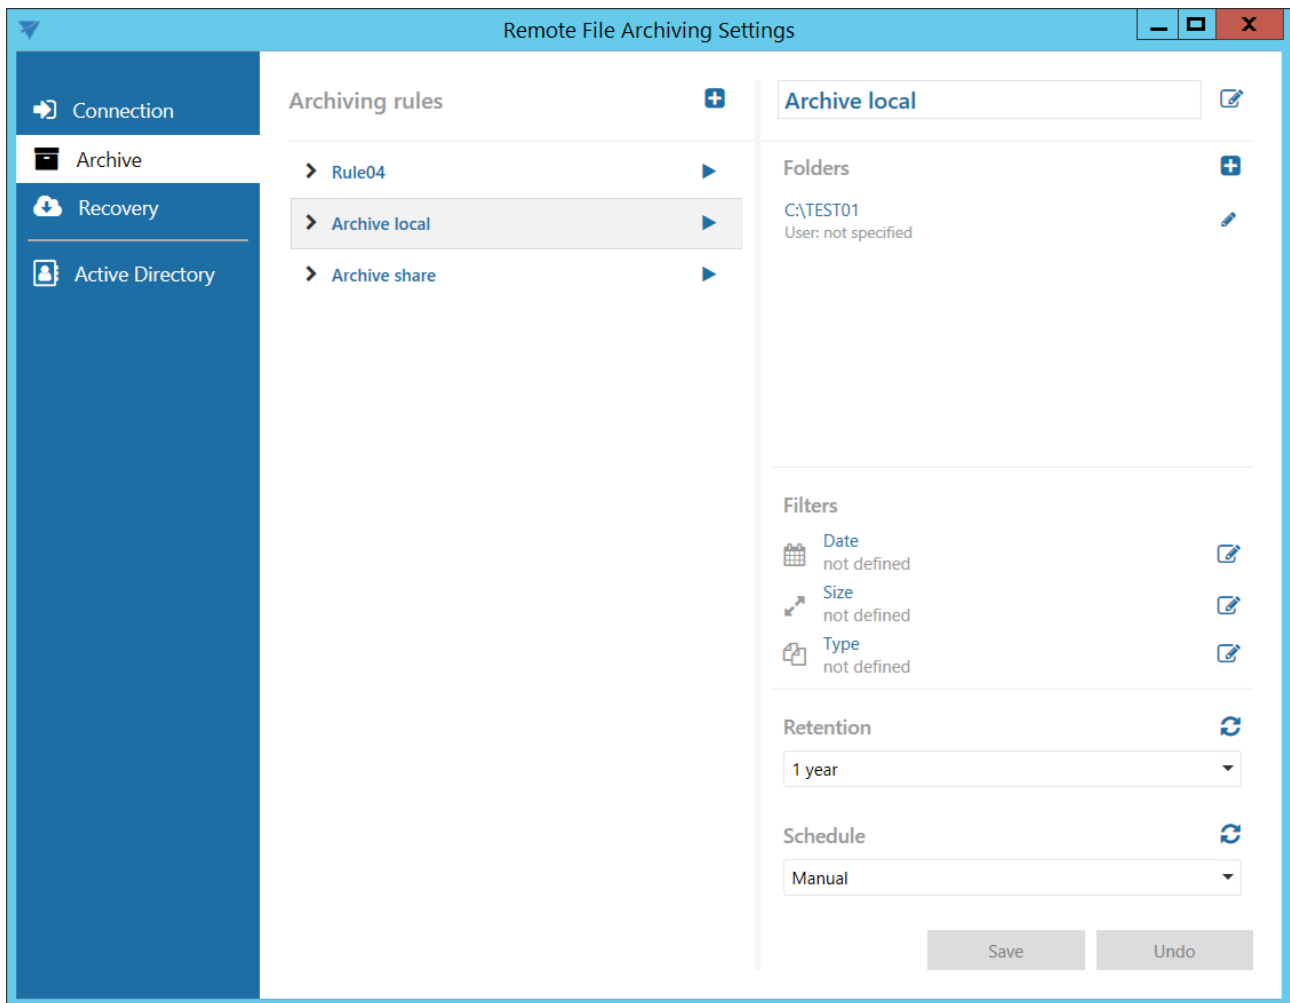 Remote File Archiving Settings
X
Connection
Archive
Recovery
Active Directory
Archiving rules
Rule04
Archive local
Archive share
Archive local
Folders
C:\TEST01
User: not specified
Filters
Date
not defined
Size
not defined
Type
not defined
Retention
1 year
Schedule
Manual
Save
Undo